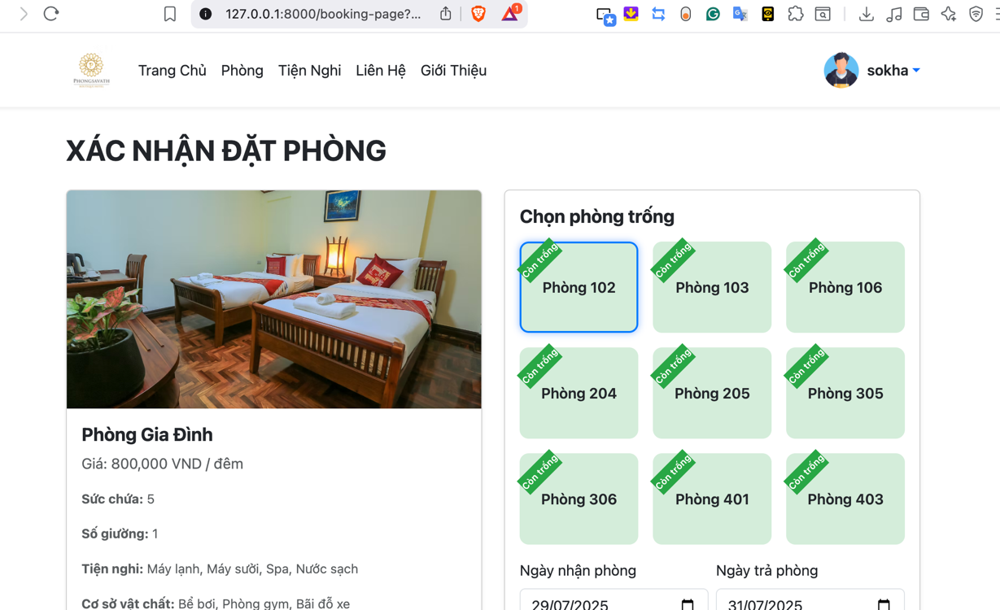 127.0.0.1:8000/booking-page?...
1
PHONGSAVATH
Trang Chủ Phòng Tiện Nghi Liên Hệ Giới Thiệu
sokha
XÁC NHẬN ĐẶT PHÒNG
Phòng Gia Đình
Giá: 800,000 VND / đêm
Sức chứa: 5
Số giường: 1
Tiện nghi: Máy lạnh, Máy sười, Spa, Nước sạch
Cơ sở vật chất: Bể bơi, Phòng gym, Bãi đỗ xe
Chọn phòng trống
Còn trống
Phòng 102
Còn trống
Phòng 103
Còn trống
Phòng 106
Còn trống
Phòng 204
Còn trống
Phòng 205
Còn trống
Phòng 305
Còn trống
Phòng 306
Còn trống
Phòng 401
Còn trống
Phòng 403
Ngày nhận phòng
29/07/2025
Ngày trả phòng
31/07/2025